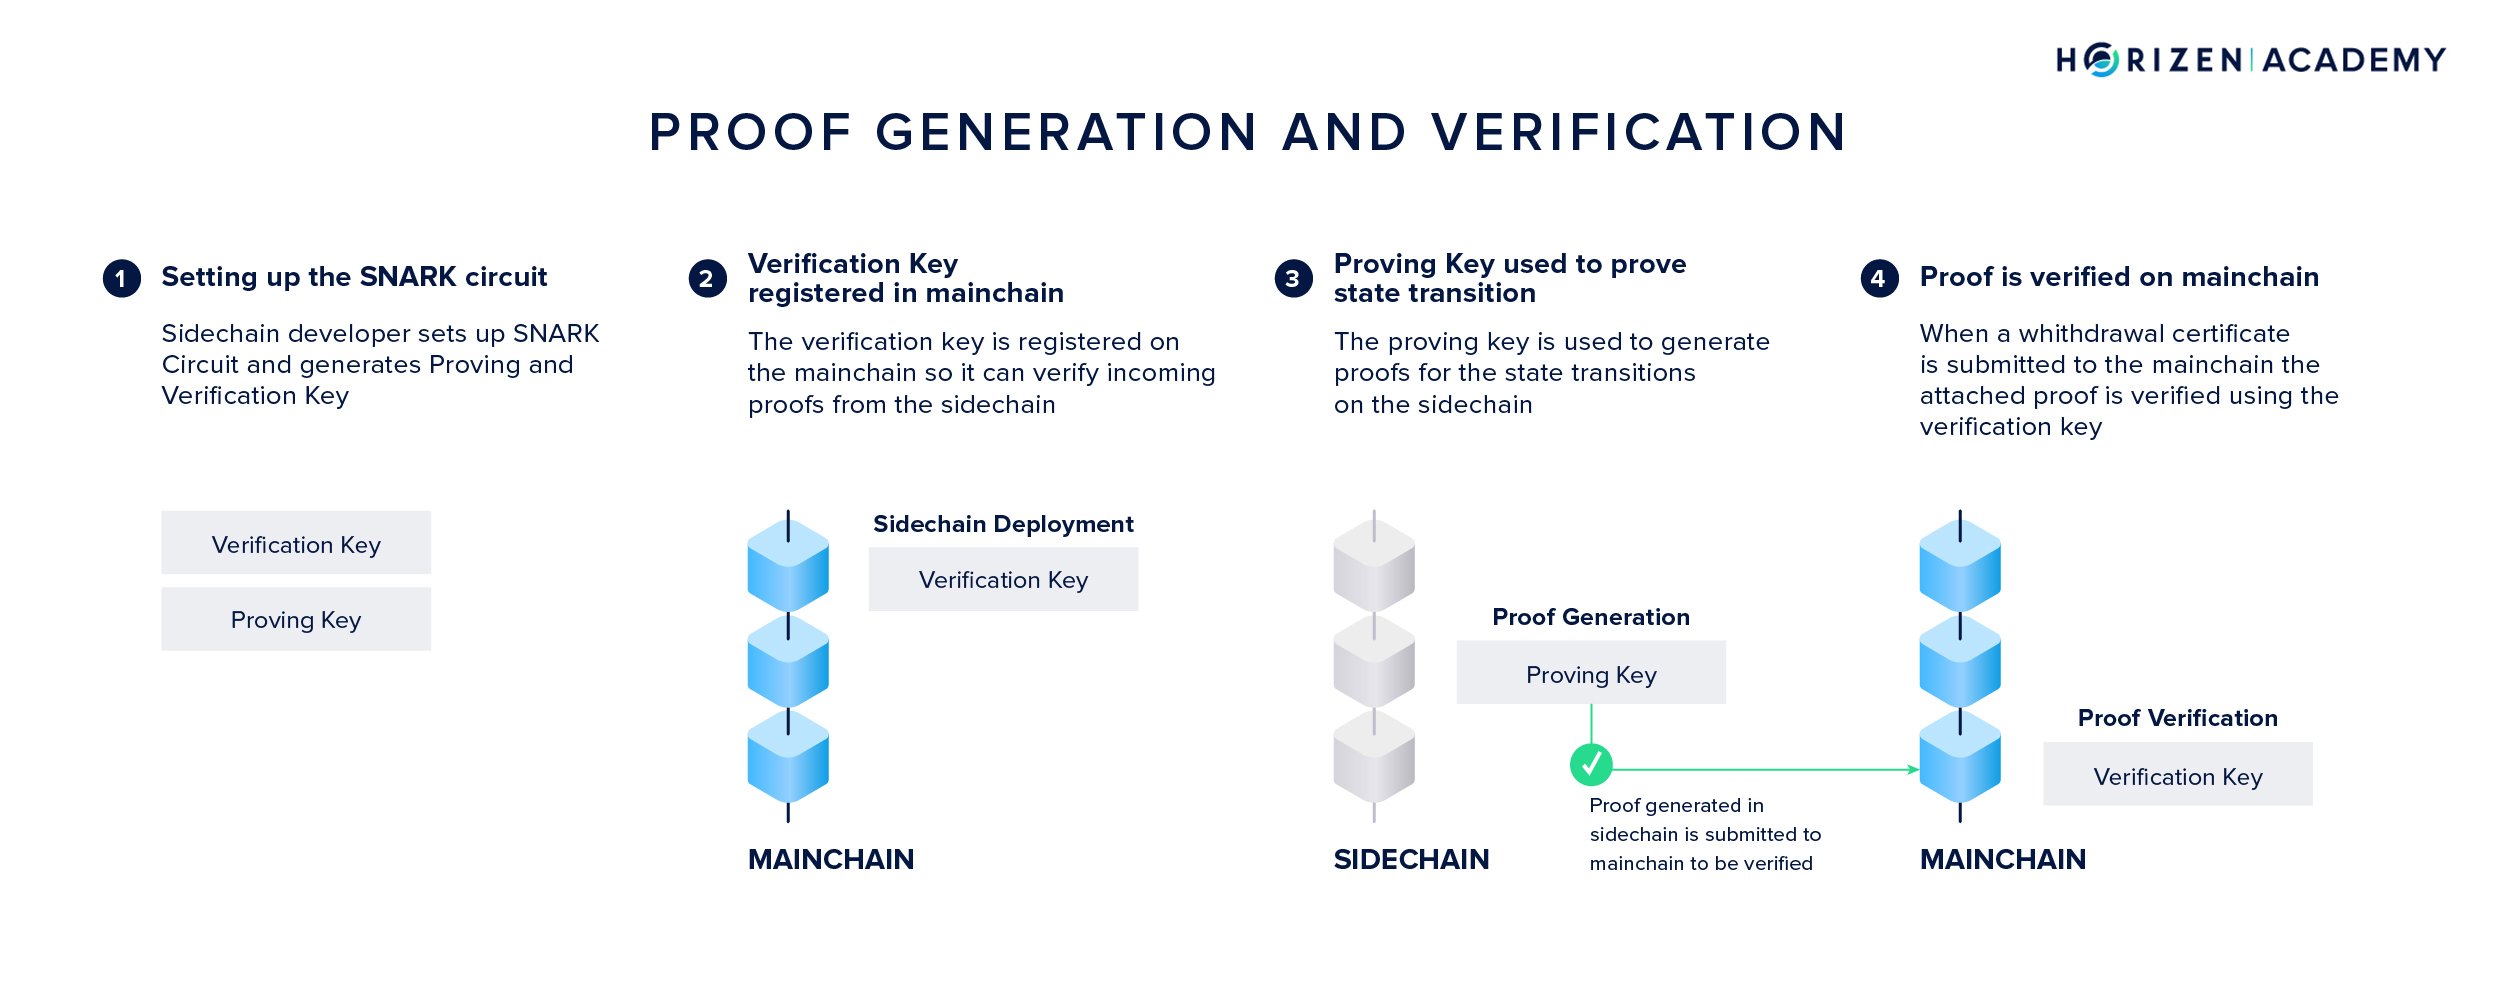 HORIZEN | ACADEMY
PROOF GENERATION AND VERIFICATION
1
Setting up the SNARK circuit
Sidechain developer sets up SNARK
Circuit and generates Proving and
Verification Key
Verification Key
Proving Key
2
Verification Key
registered in mainchain
The verification key is registered on
the mainchain so it can verify incoming
proofs from the sidechain
Sidechain Deployment
Verification Key
MAINCHAIN
3
Proving Key used to prove
state transition
The proving key is used to generate
proofs for the state transitions
on the sidechain
Proof Generation
Proving Key
Proof generated in
sidechain is submitted to
mainchain to be verified
SIDECHAIN
4
Proof is verified on mainchain
When a whithdrawal certificate
is submitted to the mainchain the
attached proof is verified using the
verification key
Proof Verification
Verification Key
MAINCHAIN